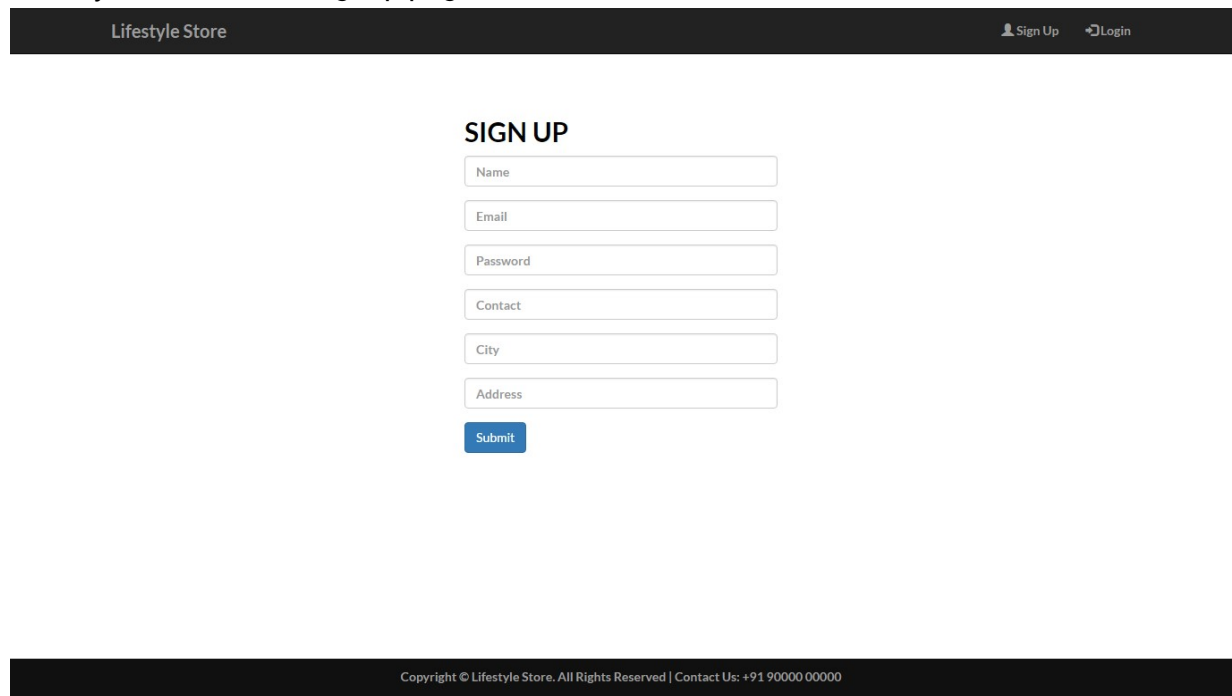 Lifestyle Store
Sign Up
Login
SIGN UP
Name
Email
Password
Contact
City
Address
Submit
Copyright © Lifestyle Store. All Rights Reserved | Contact Us: +91 90000 00000